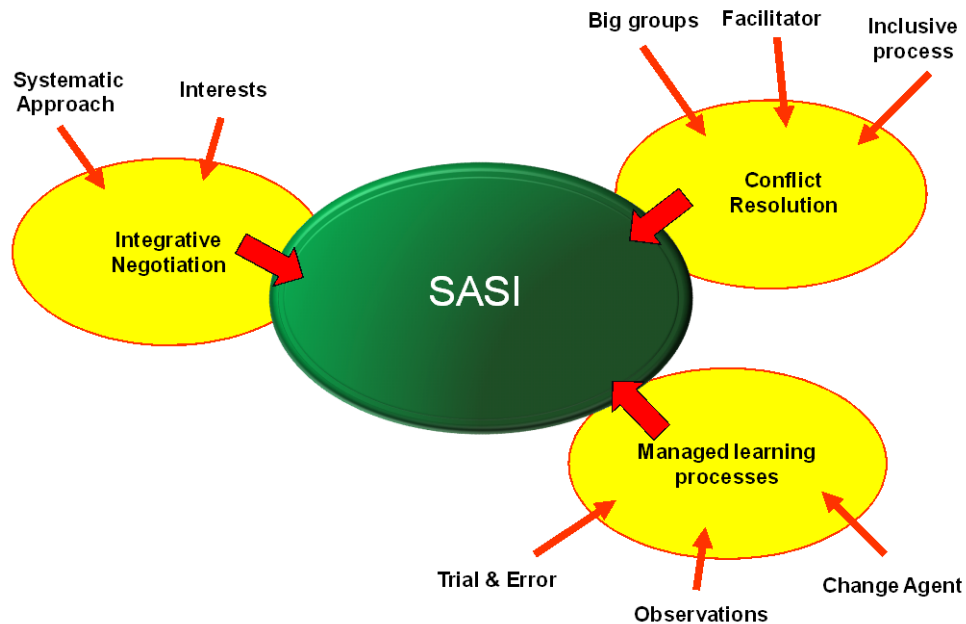 Big groups
Facilitator
Inclusive
process
Systematic
Approach
Interests
Conflict
Resolution
Integrative
Negotiation
SASI
Managed learning
processes
Trial & Error
Observations
Change Agent